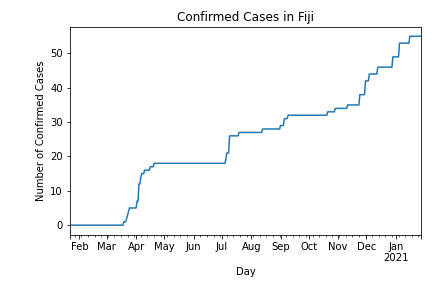 Confirmed Cases in Fiji
Number of Confirmed Cases
50
40
30
20
10
0
Feb Mar Apr May Jun Jul Aug Sep Oct Nov Dec Jan
2021
Day